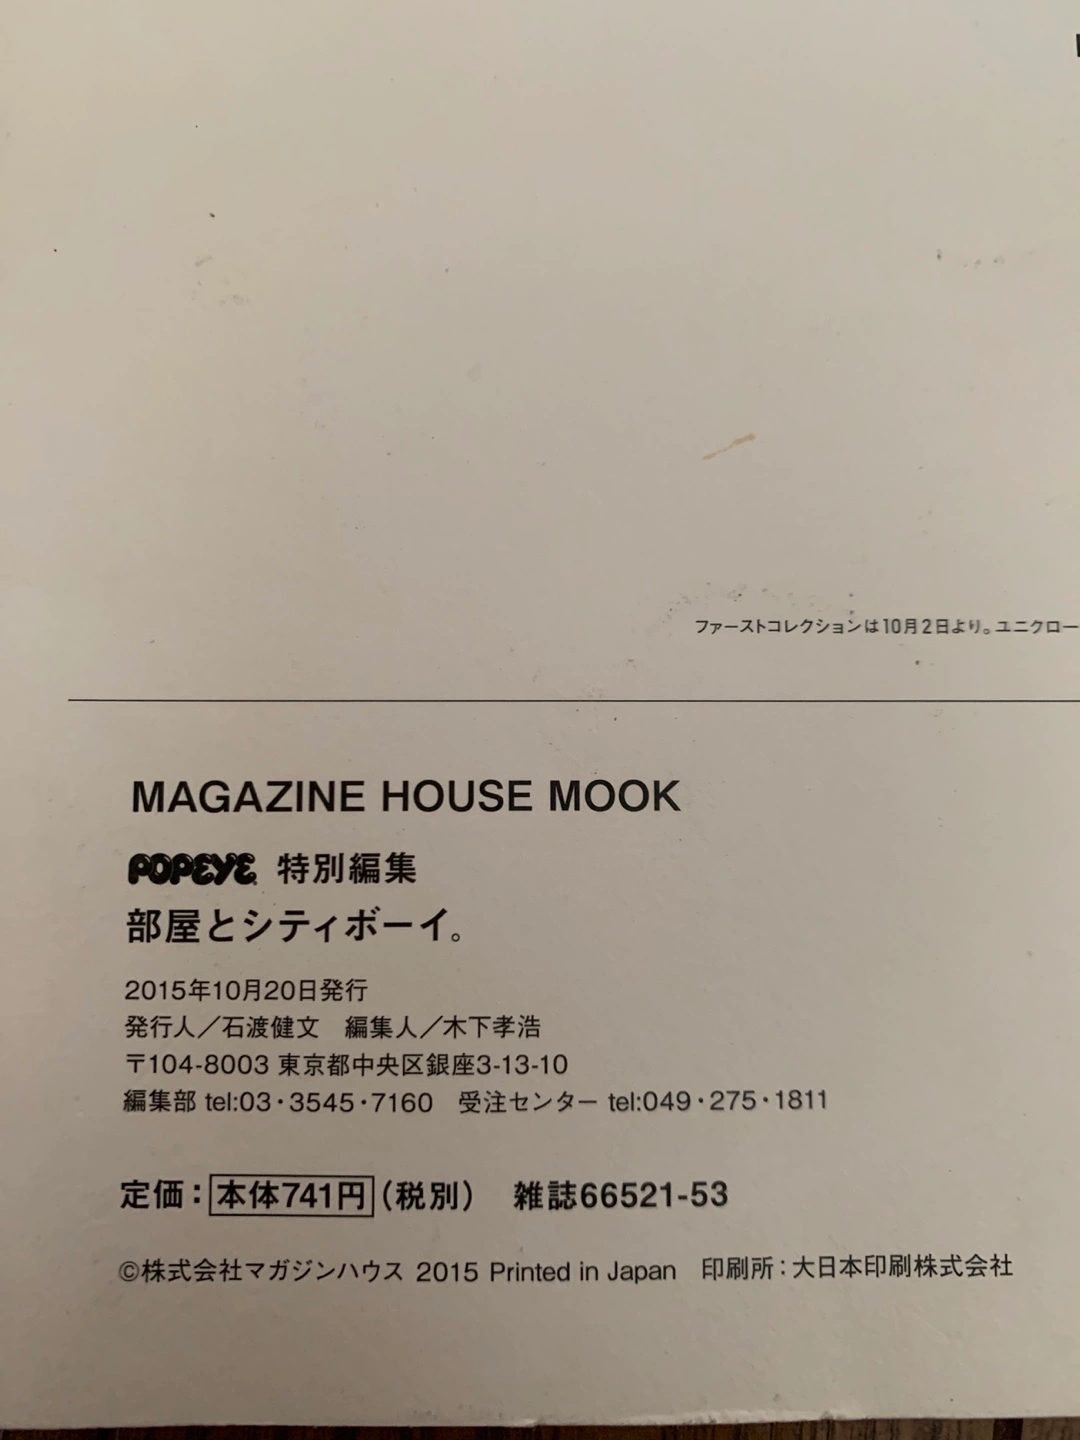 ファーストコレクションは10月2日より。ユニクロー
MAGAZINE HOUSE MOOK
POPEYE 特別編集
部屋とシティボーイ。
2015年10月20日発行
発行人／石渡健文　編集人／木下孝浩
〒104-8003 東京都中央区銀座3-13-10
編集部 tel:03・3545・7160　受注センター tel:049・275・1811
定価：本体741円（税別）　雑誌66521-53
©株式会社マガジンハウス 2015 Printed in Japan　印刷所：大日本印刷株式会社